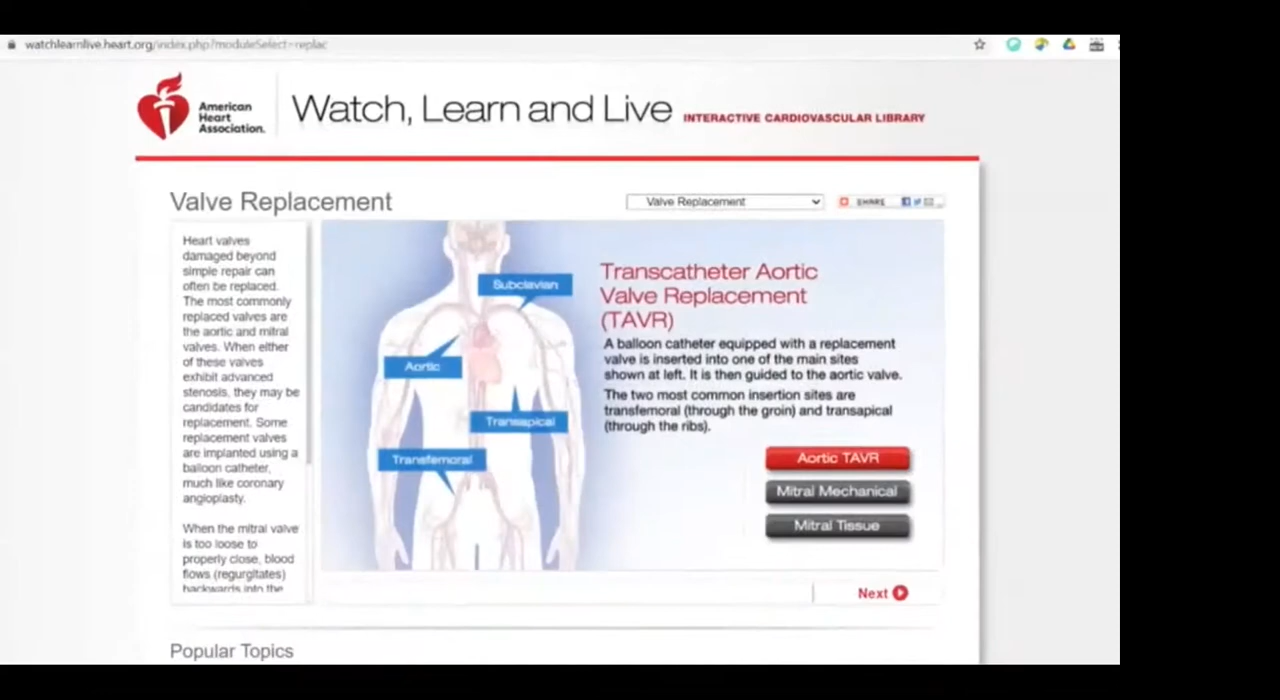 watchlearnlive.heart.org/index.php?moduleSelect=replac
American
Heart
Association.
Watch, Learn and Live
INTERACTIVE CARDIOVASCULAR LIBRARY
Valve Replacement
Valve Replacement
SHARE
Heart valves
damaged beyond
simple repair can
often be replaced.
The most commonly
replaced valves are
the aortic and mitral
valves. When either
of these valves
exhibit advanced
stenosis, they may be
candidates for
replacement. Some
replacement valves
are implanted using a
balloon catheter,
much like coronary
angioplasty.
When the mitral valve
is too loose to
properly close, blood
flows (regurgitates)
backwards into the
Subclavian
Aortic
Transapical
Transfemoral
Transcatheter Aortic
Valve Replacement
(TAVR)
A balloon catheter equipped with a replacement
valve is inserted into one of the main sites
shown at left. It is then guided to the aortic valve.
The two most common insertion sites are
transfemoral (through the groin) and transapical
(through the ribs).
Aortic TAVR
Mitral Mechanical
Mitral Tissue
Next
Popular Topics